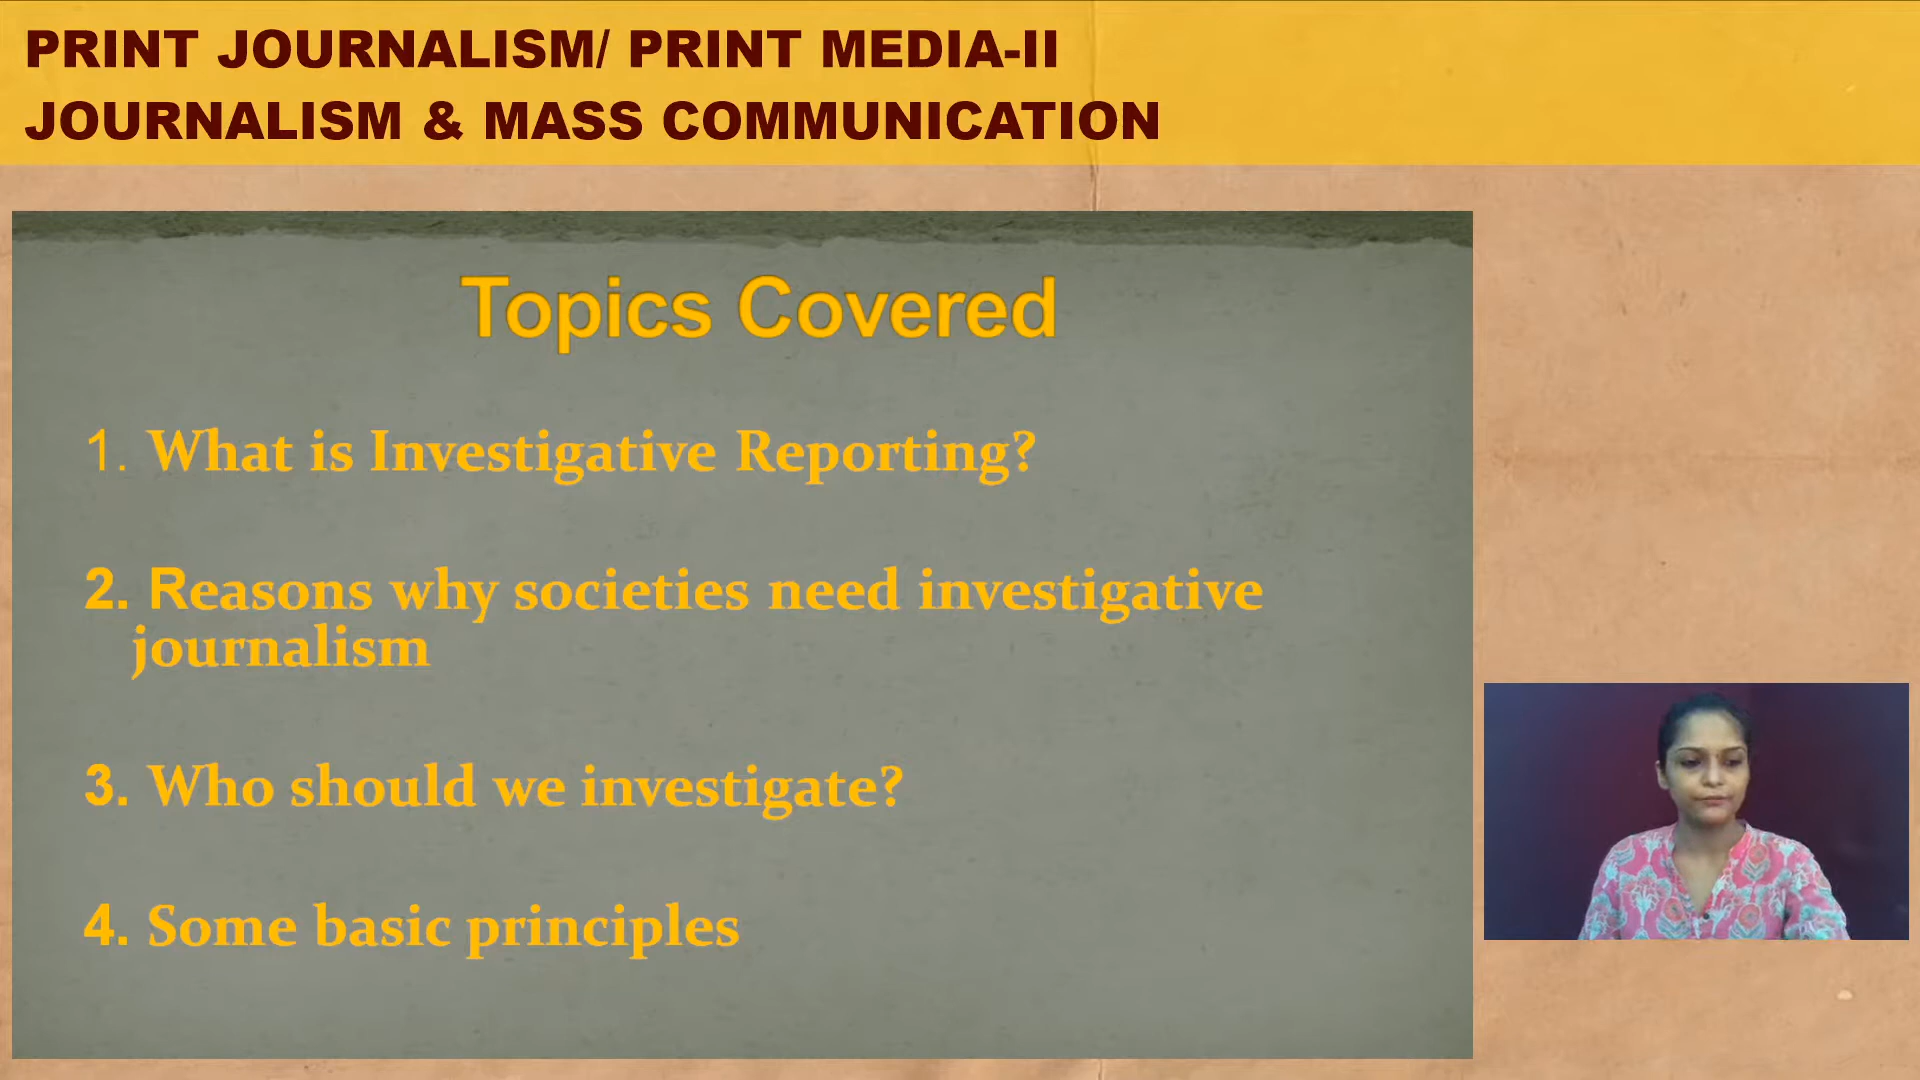 PRINT JOURNALISM/ PRINT MEDIA-II
JOURNALISM & MASS COMMUNICATION
Topics Covered
1. What is Investigative Reporting?
2. Reasons why societies need investigative
journalism
3. Who should we investigate?
4. Some basic principles